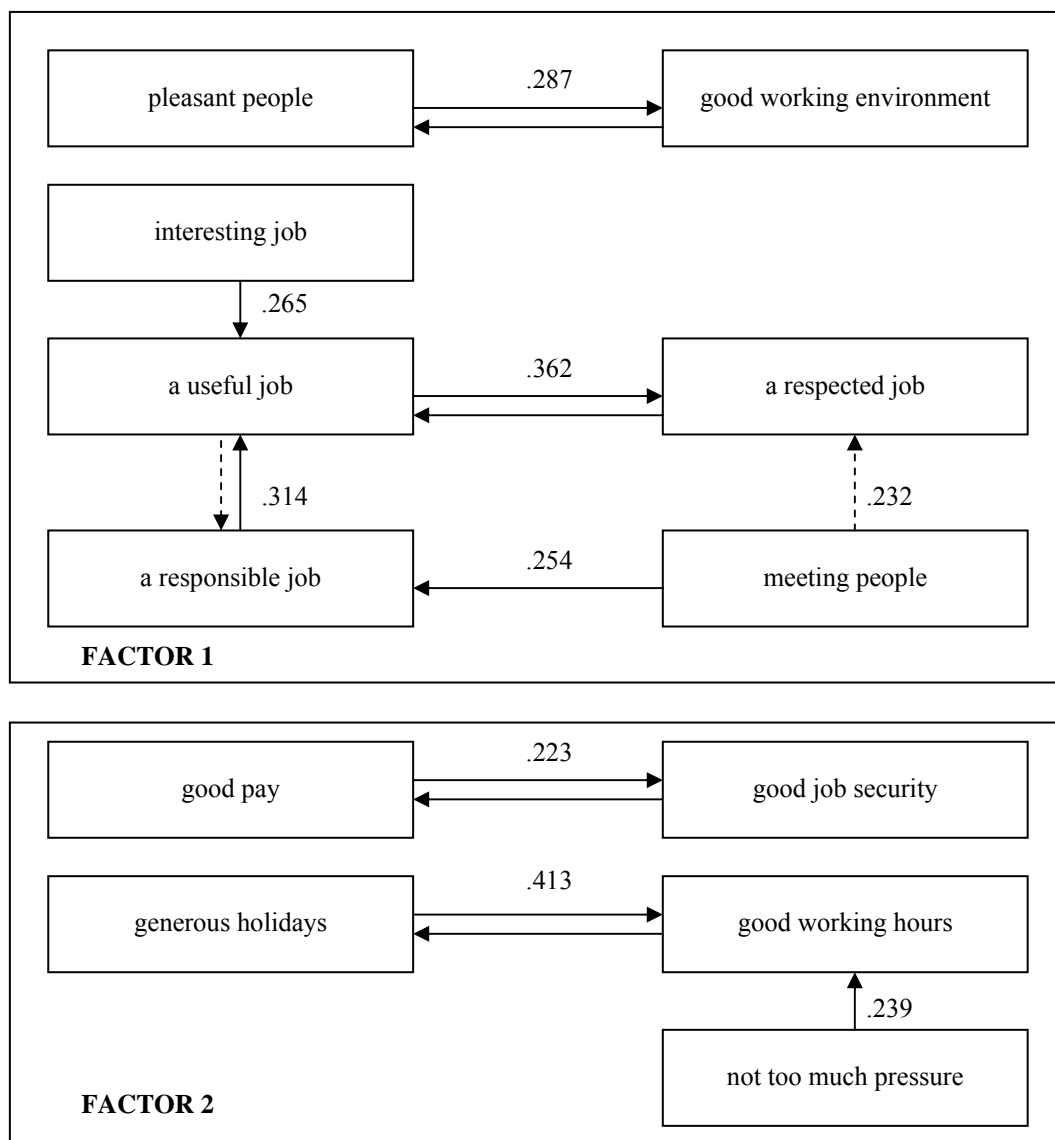 .287
pleasant people
good working environment
interesting job
.265
.362
a useful job
a respected job
.314
.232
.254
a responsible job
meeting people
FACTOR 1
.223
good pay
good job security
.413
generous holidays
good working hours
.239
not too much pressure
FACTOR 2